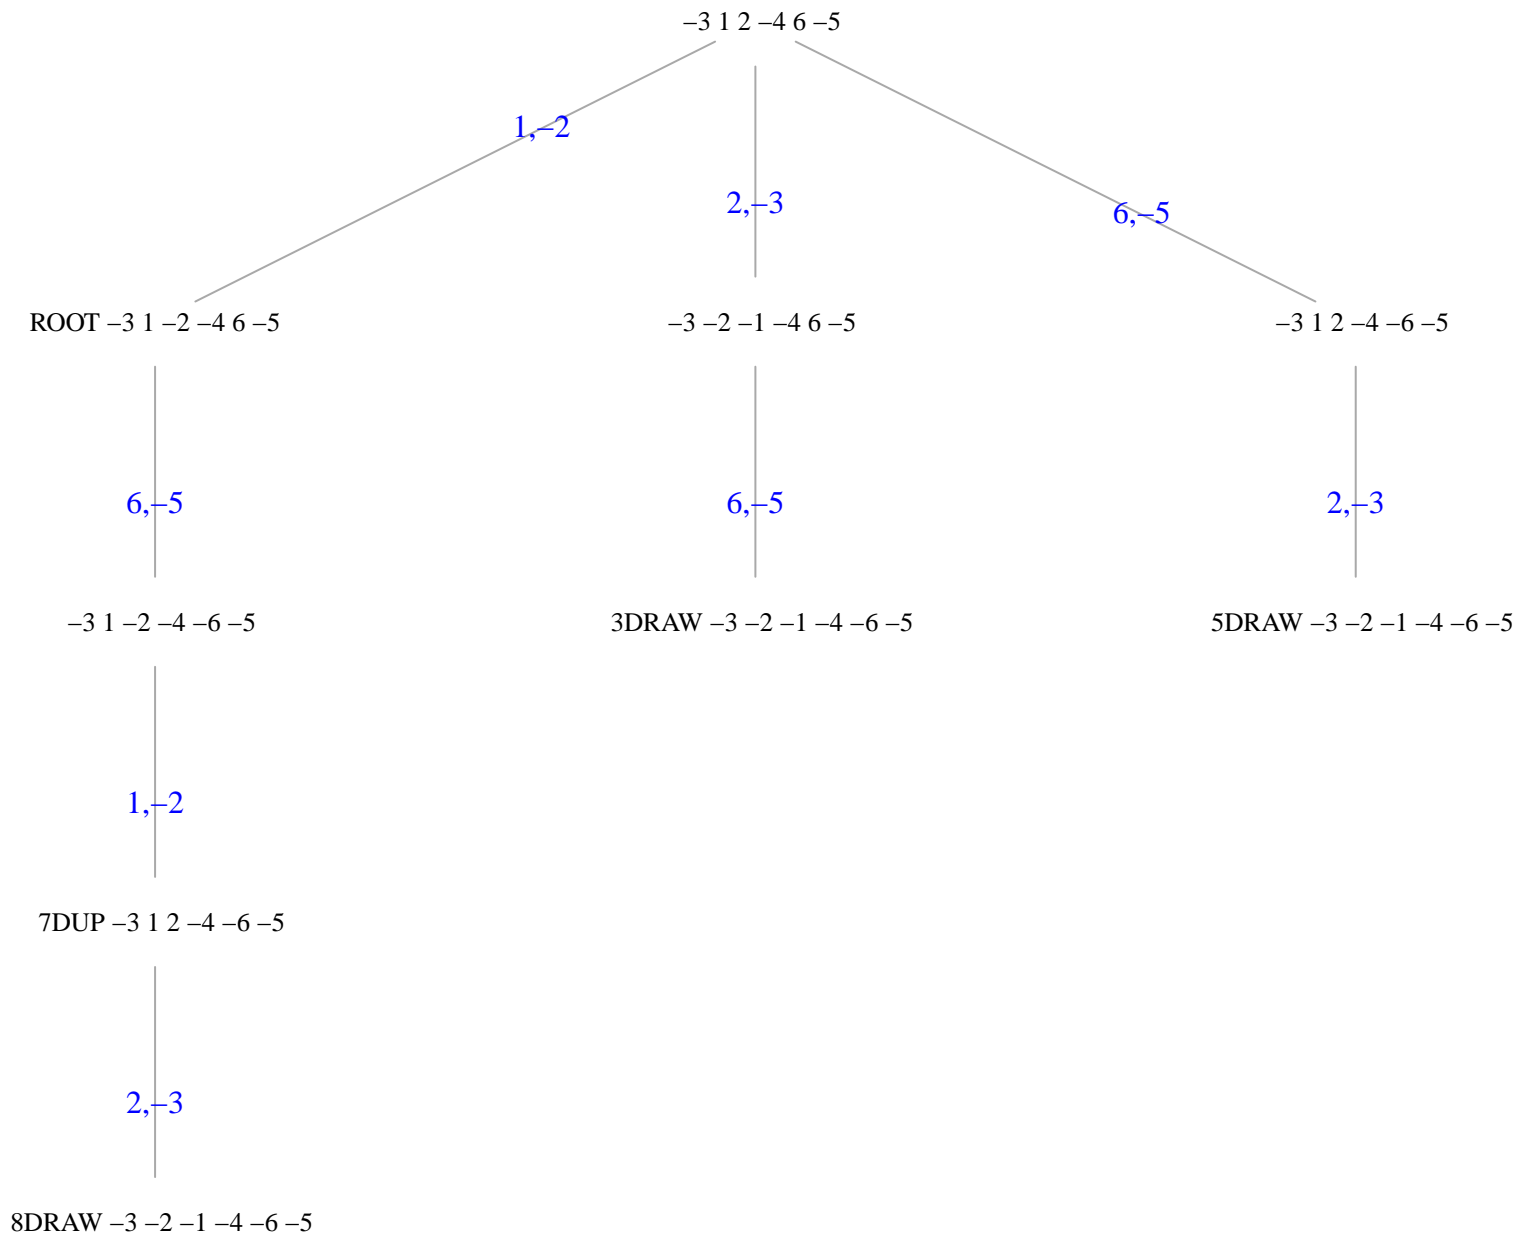 –3 1 2 –4 6 –5
1,–2
2,–3
6,–5
ROOT –3 1 –2 –4 6 –5
–3 –2 –1 –4 6 –5
–3 1 2 –4 –6 –5
6,–5
6,–5
2,–3
–3 1 –2 –4 –6 –5
3DRAW –3 –2 –1 –4 –6 –5
5DRAW –3 –2 –1 –4 –6 –5
1,–2
7DUP –3 1 2 –4 –6 –5
2,–3
8DRAW –3 –2 –1 –4 –6 –5